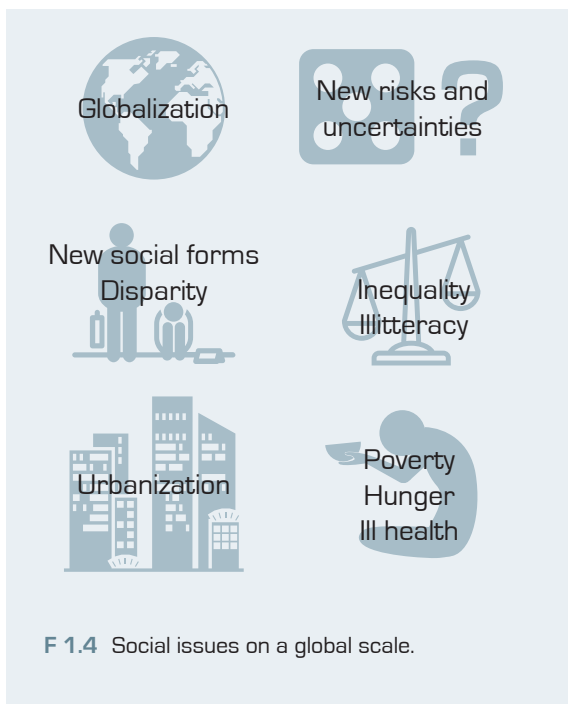 Globalization
New risks and
uncertainties
New social forms
Disparity
Inequality
Illitteracy
Urbanization
Poverty
Hunger
Ill health
F 1.4 Social issues on a global scale.